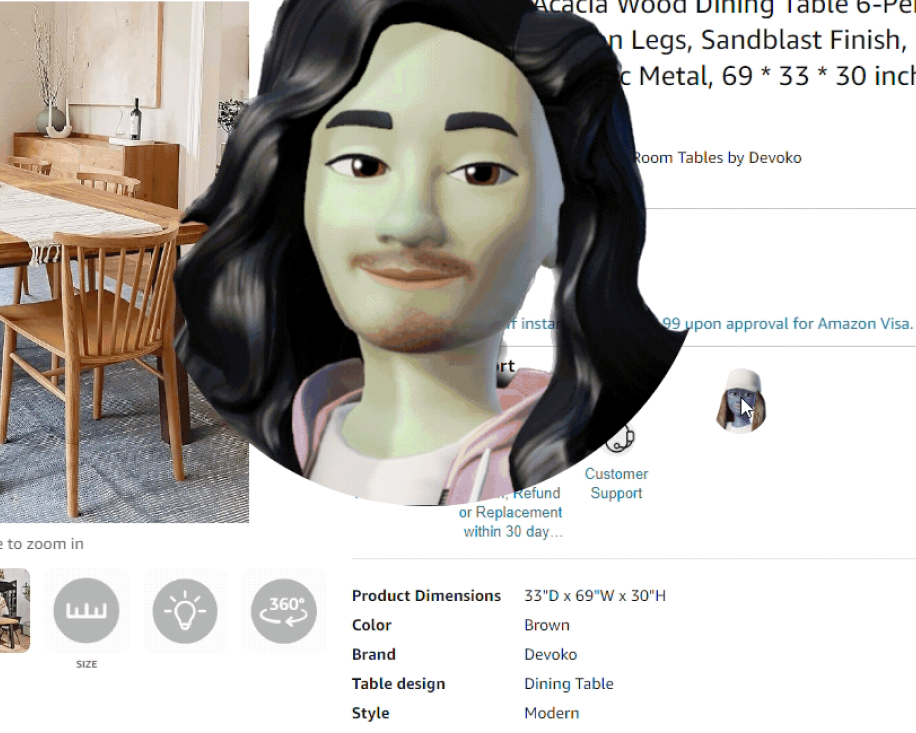 Acacia Wood Dining Table 6-Pe
n Legs, Sandblast Finish,
c Metal, 69 * 33 * 30 inch
Room Tables by Devoko
insta
99 upon approval for Amazon Visa.
rt
Customer
Support
Refund
or Replacement
within 30 day…
e to zoom in
360°
SIZE
Product Dimensions 33"D x 69"W x 30"H
Color Brown
Brand Devoko
Table design Dining Table
Style Modern